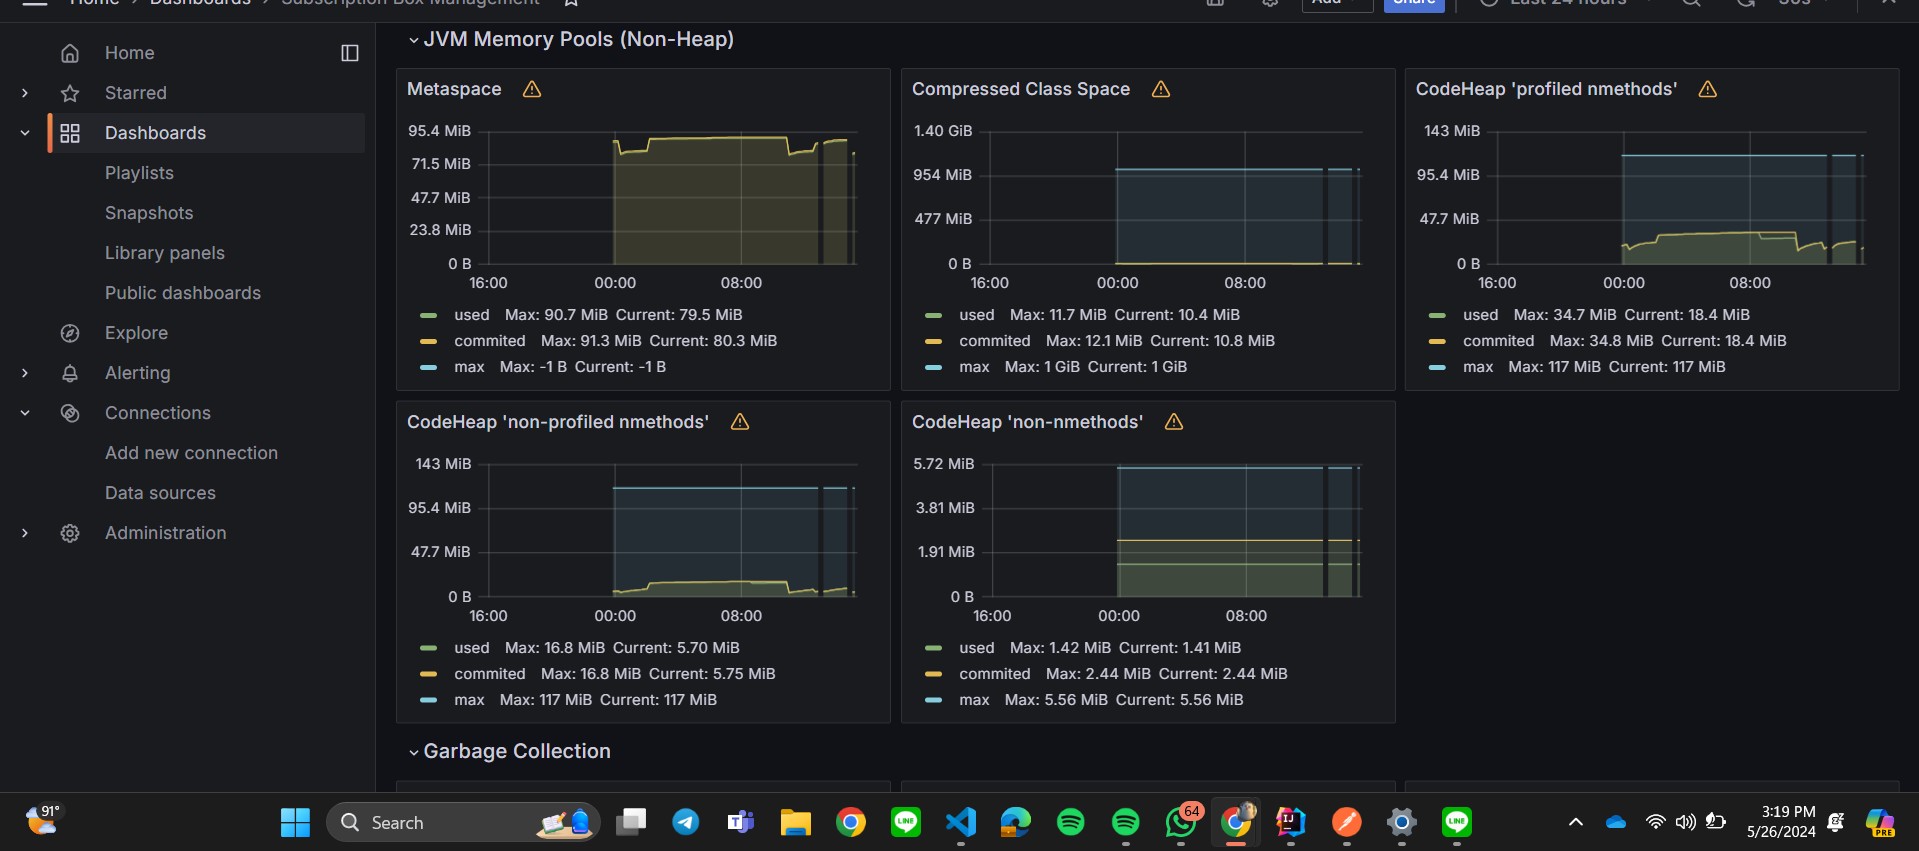 Home › Dashboards › Subscription Box Management
Add
Share
Last 24 hours
30s
Home
Starred
Dashboards
Playlists
Snapshots
Library panels
Public dashboards
Explore
Alerting
Connections
Add new connection
Data sources
Administration
JVM Memory Pools (Non-Heap)
Metaspace
95.4 MiB
71.5 MiB
47.7 MiB
23.8 MiB
0 B
16:00 00:00 08:00
used Max: 90.7 MiB Current: 79.5 MiB
commited Max: 91.3 MiB Current: 80.3 MiB
max Max: -1 B Current: -1 B
Compressed Class Space
1.40 GiB
954 MiB
477 MiB
0 B
16:00 00:00 08:00
used Max: 11.7 MiB Current: 10.4 MiB
commited Max: 12.1 MiB Current: 10.8 MiB
max Max: 1 GiB Current: 1 GiB
CodeHeap 'profiled nmethods'
143 MiB
95.4 MiB
47.7 MiB
0 B
16:00 00:00 08:00
used Max: 34.7 MiB Current: 18.4 MiB
commited Max: 34.8 MiB Current: 18.4 MiB
max Max: 117 MiB Current: 117 MiB
CodeHeap 'non-profiled nmethods'
143 MiB
95.4 MiB
47.7 MiB
0 B
16:00 00:00 08:00
used Max: 16.8 MiB Current: 5.70 MiB
commited Max: 16.8 MiB Current: 5.75 MiB
max Max: 117 MiB Current: 117 MiB
CodeHeap 'non-nmethods'
5.72 MiB
3.81 MiB
1.91 MiB
0 B
16:00 00:00 08:00
used Max: 1.42 MiB Current: 1.41 MiB
commited Max: 2.44 MiB Current: 2.44 MiB
max Max: 5.56 MiB Current: 5.56 MiB
Garbage Collection
91°
Search
LINE
64
IJ
LINE
3:19 PM
5/26/2024
PRE